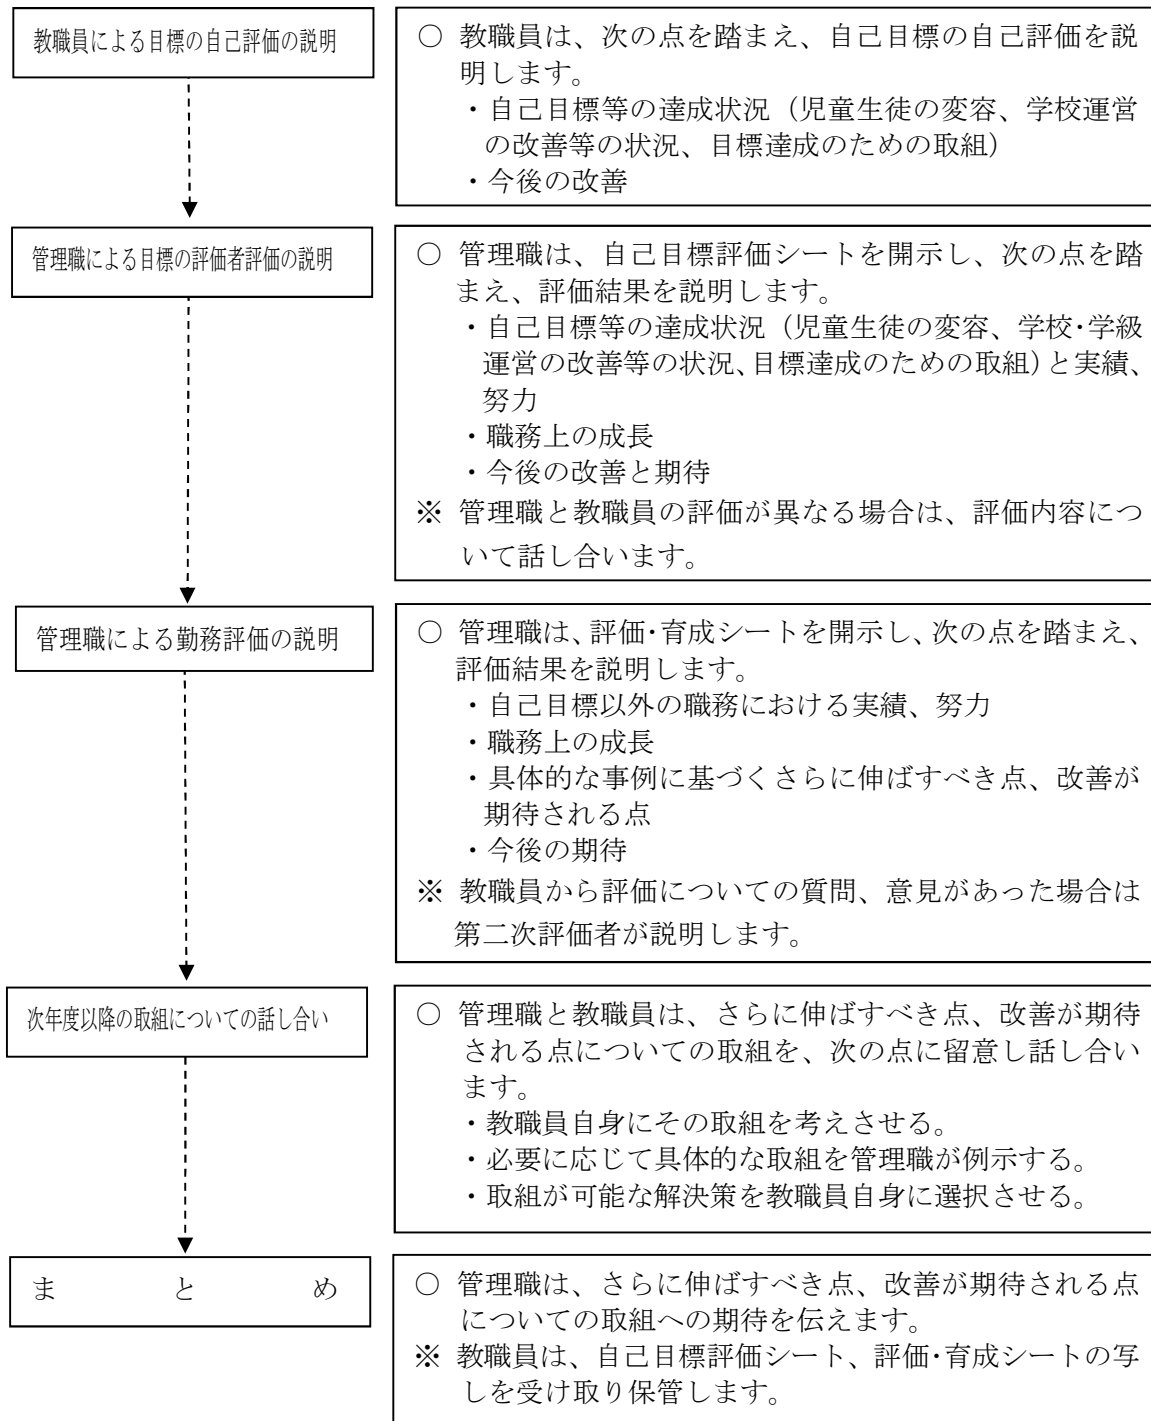 教職員による目標の自己評価の説明
○ 教職員は、次の点を踏まえ、自己目標の自己評価を説
明します。
・自己目標等の達成状況（児童生徒の変容、学校運営
の改善等の状況、目標達成のための取組）
・今後の改善
管理職による目標の評価者評価の説明
○ 管理職は、自己目標評価シートを開示し、次の点を踏
まえ、評価結果を説明します。
・自己目標等の達成状況（児童生徒の変容、学校・学級
運営の改善等の状況、目標達成のための取組）と実績、
努力
・職務上の成長
・今後の改善と期待
※ 管理職と教職員の評価が異なる場合は、評価内容につ
いて話し合います。
管理職による勤務評価の説明
○ 管理職は、評価・育成シートを開示し、次の点を踏まえ、
評価結果を説明します。
・自己目標以外の職務における実績、努力
・職務上の成長
・具体的な事例に基づくさらに伸ばすべき点、改善が
期待される点
・今後の期待
※ 教職員から評価についての質問、意見があった場合は
第二次評価者が説明します。
次年度以降の取組についての話し合い
○ 管理職と教職員は、さらに伸ばすべき点、改善が期待
される点についての取組を、次の点に留意し話し合い
ます。
・教職員自身にその取組を考えさせる。
・必要に応じて具体的な取組を管理職が例示する。
・取組が可能な解決策を教職員自身に選択させる。
ま と め
○ 管理職は、さらに伸ばすべき点、改善が期待される点
についての取組への期待を伝えます。
※ 教職員は、自己目標評価シート、評価・育成シートの写
しを受け取り保管します。